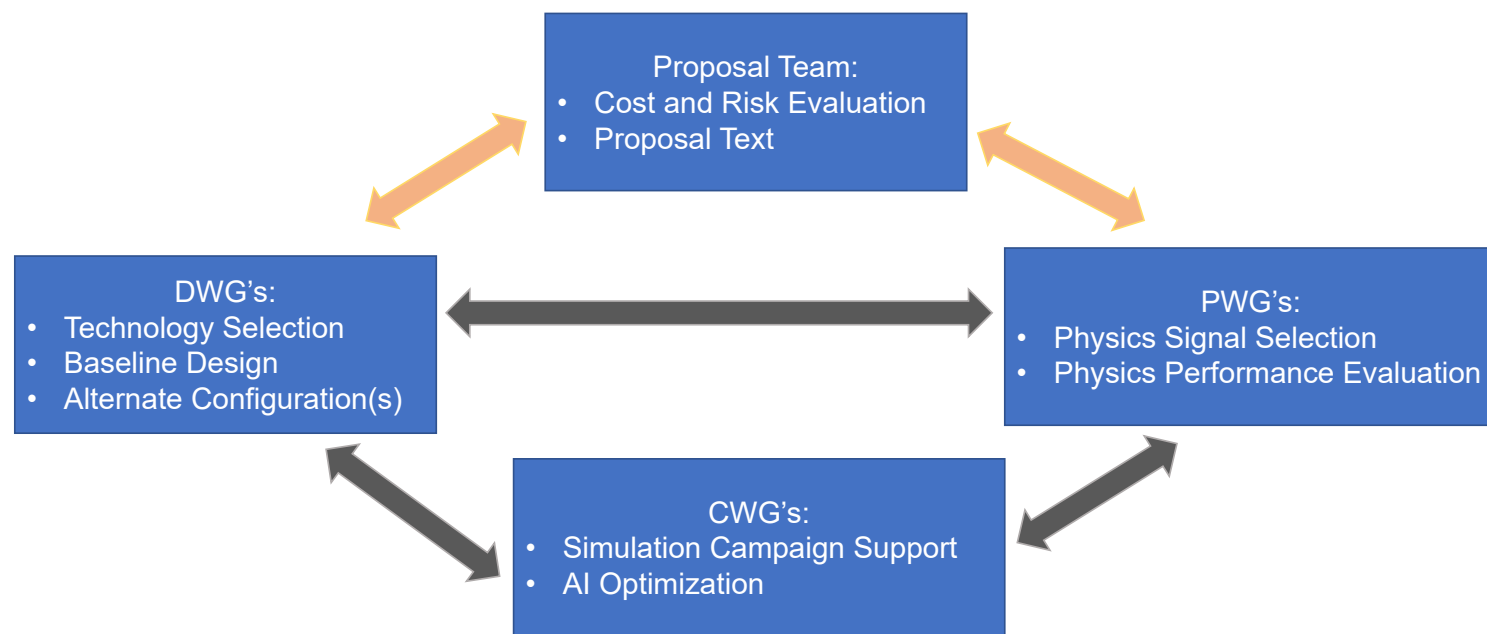 Proposal Team:
• Cost and Risk Evaluation
• Proposal Text
DWG’s:
• Technology Selection
• Baseline Design
• Alternate Configuration(s)
PWG’s:
• Physics Signal Selection
• Physics Performance Evaluation
CWG’s:
• Simulation Campaign Support
• AI Optimization